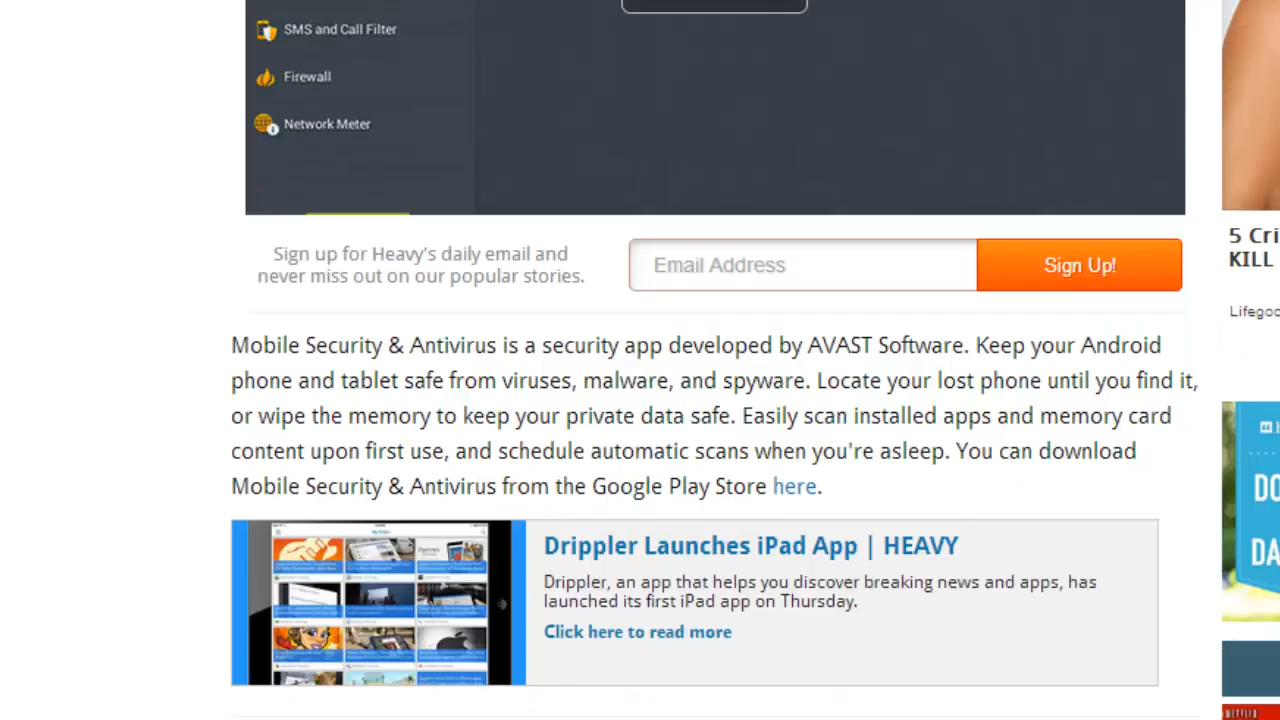 SMS and Call Filter
Firewall
Network Meter
Sign up for Heavy's daily email and
never miss out on our popular stories.
Email Address
Sign Up!
5 Cri
KILL
Lifegoo
Mobile Security & Antivirus is a security app developed by AVAST Software. Keep your Android
phone and tablet safe from viruses, malware, and spyware. Locate your lost phone until you find it,
or wipe the memory to keep your private data safe. Easily scan installed apps and memory card
content upon first use, and schedule automatic scans when you're asleep. You can download
Mobile Security & Antivirus from the Google Play Store here.
DO
DA
Drippler Launches iPad App | HEAVY
Drippler, an app that helps you discover breaking news and apps, has
launched its first iPad app on Thursday.
Click here to read more
NETFLIX